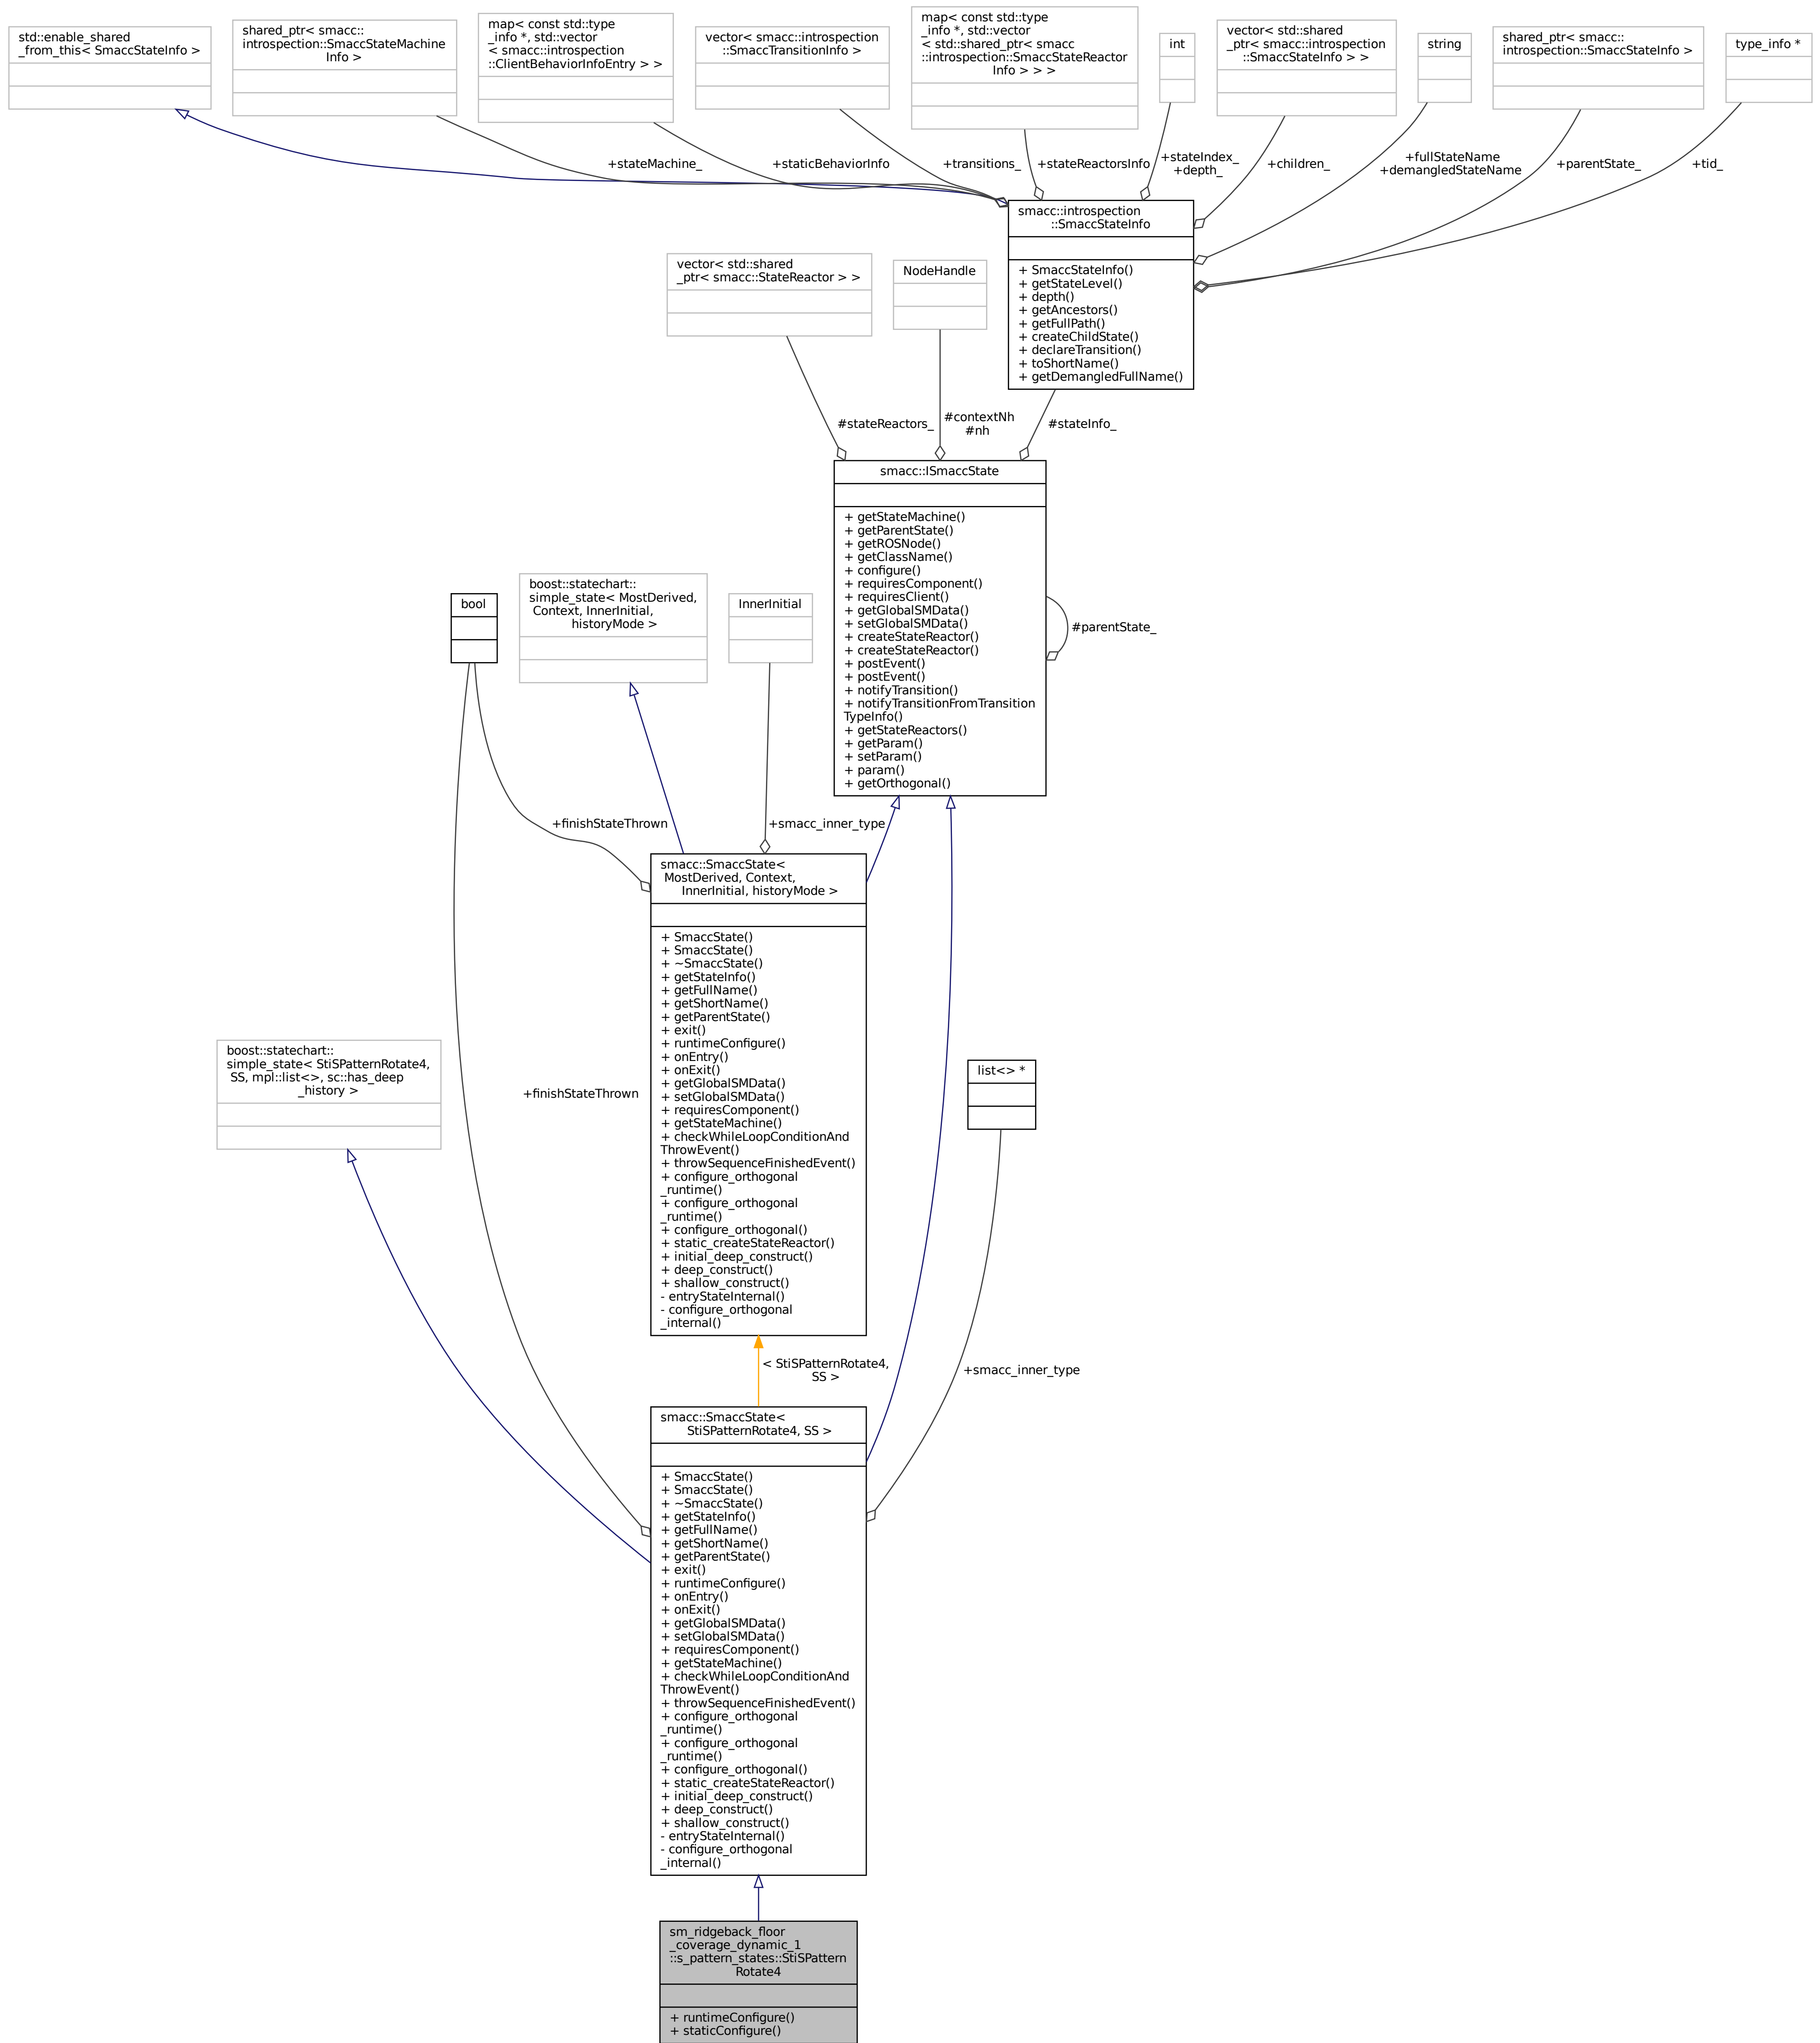 std::enable_shared
_from_this< SmaccStateInfo >
shared_ptr< smacc::
introspection::SmaccStateMachine
Info >
map< const std::type
_info *, std::vector
< smacc::introspection
::ClientBehaviorInfoEntry > >
vector< smacc::introspection
::SmaccTransitionInfo >
map< const std::type
_info *, std::vector
< std::shared_ptr< smacc
::introspection::SmaccStateReactor
Info > > >
int
vector< std::shared
_ptr< smacc::introspection
::SmaccStateInfo > >
string
shared_ptr< smacc::
introspection::SmaccStateInfo >
type_info *
+stateMachine_
+staticBehaviorInfo
+transitions_
+stateReactorsInfo
+stateIndex_
+depth_
+children_
+fullStateName
+demangledStateName
+parentState_
+tid_
smacc::introspection
::SmaccStateInfo
+ SmaccStateInfo()
+ getStateLevel()
+ depth()
+ getAncestors()
+ getFullPath()
+ createChildState()
+ declareTransition()
+ toShortName()
+ getDemangledFullName()
vector< std::shared
_ptr< smacc::StateReactor > >
NodeHandle
#stateReactors_
#contextNh
#nh
#stateInfo_
smacc::ISmaccState
+ getStateMachine()
+ getParentState()
+ getROSNode()
+ getClassName()
+ configure()
+ requiresComponent()
+ requiresClient()
+ getGlobalSMData()
+ setGlobalSMData()
+ createStateReactor()
+ createStateReactor()
+ postEvent()
+ postEvent()
+ notifyTransition()
+ notifyTransitionFromTransition
TypeInfo()
+ getStateReactors()
+ getParam()
+ setParam()
+ param()
+ getOrthogonal()
#parentState_
bool
boost::statechart::
simple_state< MostDerived,
Context, InnerInitial,
historyMode >
InnerInitial
+finishStateThrown
+smacc_inner_type
smacc::SmaccState<
MostDerived, Context,
InnerInitial, historyMode >
+ SmaccState()
+ SmaccState()
+ ~SmaccState()
+ getStateInfo()
+ getFullName()
+ getShortName()
+ getParentState()
+ exit()
+ runtimeConfigure()
+ onEntry()
+ onExit()
+ getGlobalSMData()
+ setGlobalSMData()
+ requiresComponent()
+ getStateMachine()
+ checkWhileLoopConditionAnd
ThrowEvent()
+ throwSequenceFinishedEvent()
+ configure_orthogonal
_runtime()
+ configure_orthogonal
_runtime()
+ configure_orthogonal()
+ static_createStateReactor()
+ initial_deep_construct()
+ deep_construct()
+ shallow_construct()
- entryStateInternal()
- configure_orthogonal
_internal()
boost::statechart::
simple_state< StiSPatternRotate4,
SS, mpl::list<>, sc::has_deep
_history >
+finishStateThrown
list<> *
< StiSPatternRotate4,
SS >
+smacc_inner_type
smacc::SmaccState<
StiSPatternRotate4, SS >
+ SmaccState()
+ SmaccState()
+ ~SmaccState()
+ getStateInfo()
+ getFullName()
+ getShortName()
+ getParentState()
+ exit()
+ runtimeConfigure()
+ onEntry()
+ onExit()
+ getGlobalSMData()
+ setGlobalSMData()
+ requiresComponent()
+ getStateMachine()
+ checkWhileLoopConditionAnd
ThrowEvent()
+ throwSequenceFinishedEvent()
+ configure_orthogonal
_runtime()
+ configure_orthogonal
_runtime()
+ configure_orthogonal()
+ static_createStateReactor()
+ initial_deep_construct()
+ deep_construct()
+ shallow_construct()
- entryStateInternal()
- configure_orthogonal
_internal()
sm_ridgeback_floor
_coverage_dynamic_1
::s_pattern_states::StiSPattern
Rotate4
+ runtimeConfigure()
+ staticConfigure()